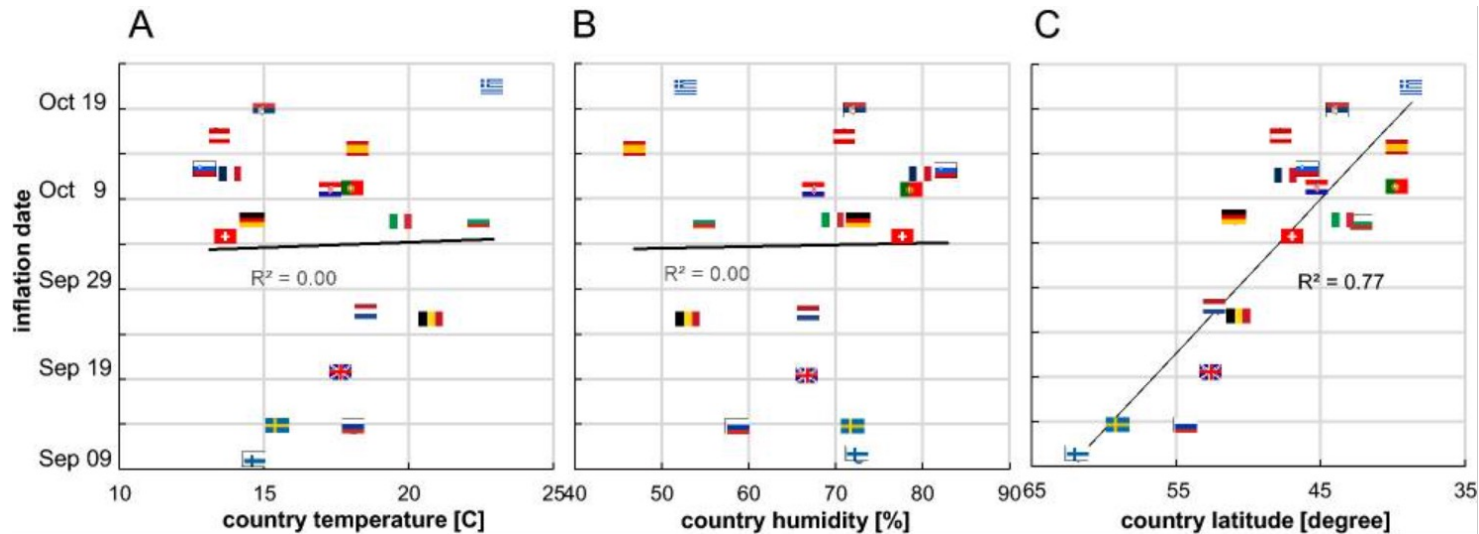 A
B
C
inflation date
Oct 19
Oct 9
Sep 29
Sep 19
Sep 09
R² = 0.00
R² = 0.00
R² = 0.77
10 15 20 25
40 50 60 70 80 90
65 55 45 35
country temperature [C]
country humidity [%]
country latitude [degree]